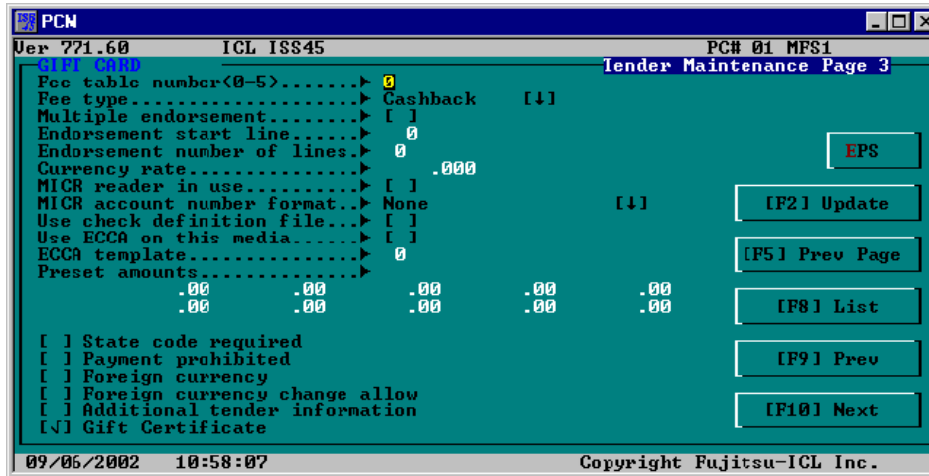 PCN
Ver 771.60 ICL ISS45 PC# 01 MFS1
GIFT CARD Tender Maintenance Page 3
Fee table number<0-5>.......► 0
Fee type....................► Cashback [↓]
Multiple endorsement........► [ ]
Endorsement start line......► 0
Endorsement number of lines.► 0
Currency rate...............► .000
MICR reader in use..........► [ ]
MICR account number format..► None [↓]
Use check definition file...► [ ]
Use ECCA on this media......► [ ]
ECCA template...............► 0
Preset amounts..............►
.00 .00 .00 .00 .00
.00 .00 .00 .00 .00
[ ] State code required
[ ] Payment prohibited
[ ] Foreign currency
[ ] Foreign currency change allow
[ ] Additional tender information
[√] Gift Certificate
EPS
[F2] Update
[F5] Prev Page
[F8] List
[F9] Prev
[F10] Next
09/06/2002 10:58:07 Copyright Fujitsu-ICL Inc.